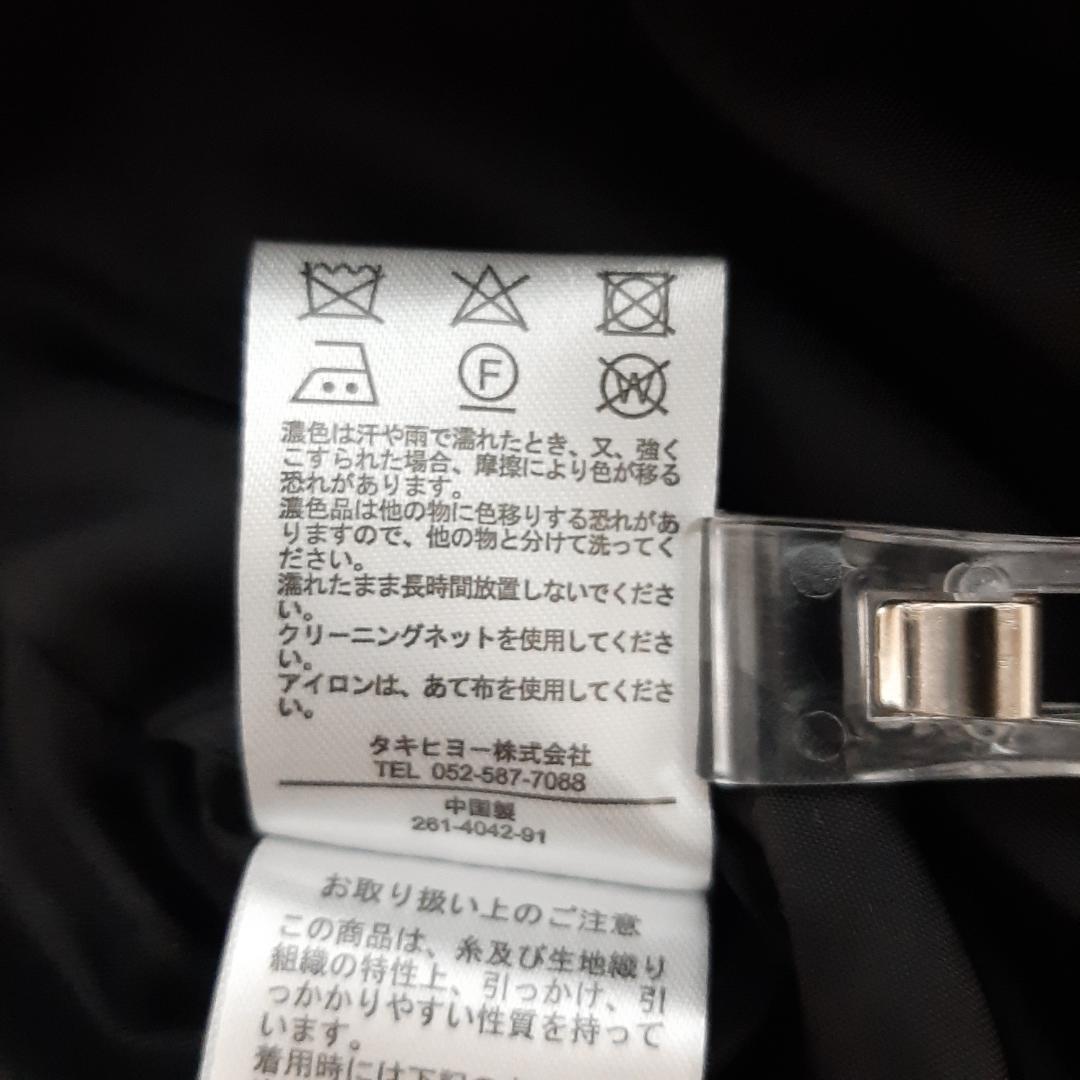 F
W
濃色は汗や雨で濡れたとき、又、強く
こすられた場合、摩擦により色が移る
恐れがあります。
濃色品は他の物に色移りする恐れがあ
りますので、他の物と分けて洗ってく
ださい。
濡れたまま長時間放置しないでくださ
い。
クリーニングネットを使用してくださ
い。
アイロンは、あて布を使用してくださ
い。
タキヒヨー株式会社
TEL 052-587-7088
中国製
261-4042-91
お取り扱い上のご注意
この商品は、糸及び生地織り
組織の特性上、引っかけ、引
っかかりやすい性質を持って
います。
着用時には下記の